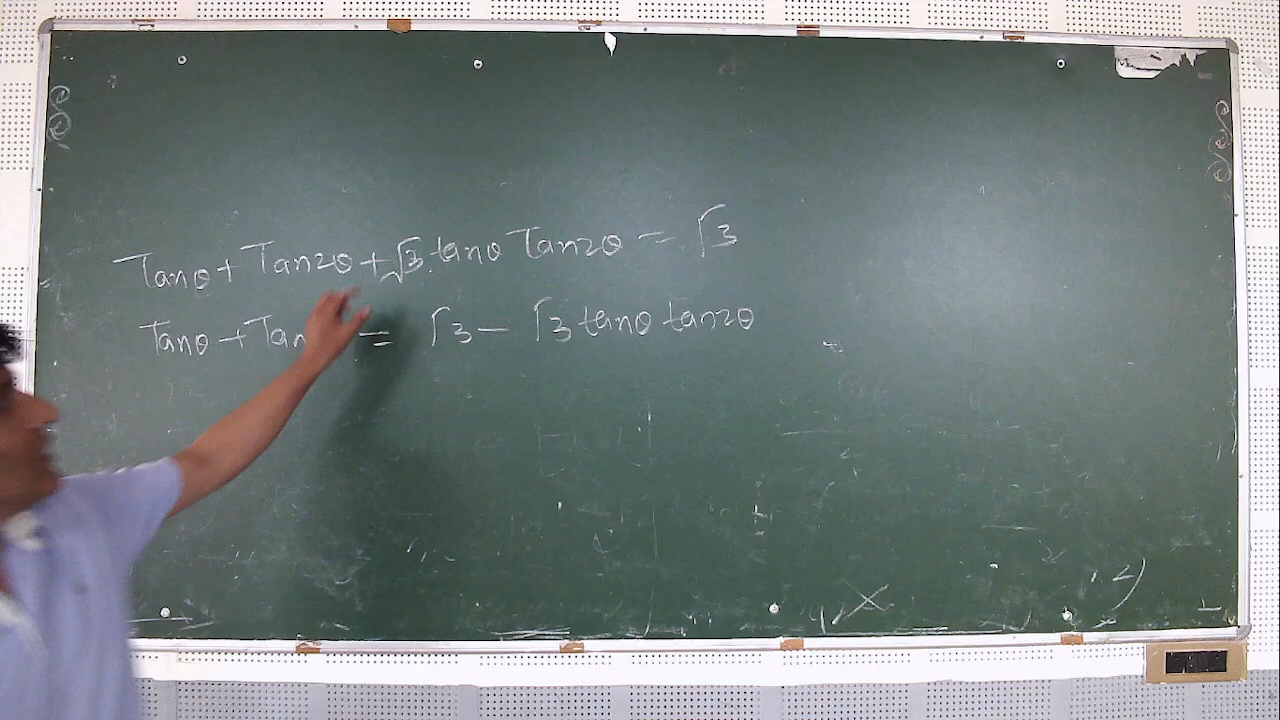 Tanθ + Tan2θ + √3.tanθ Tan2θ = √3
Tanθ + Tan = √3 − √3 tanθ tan2θ